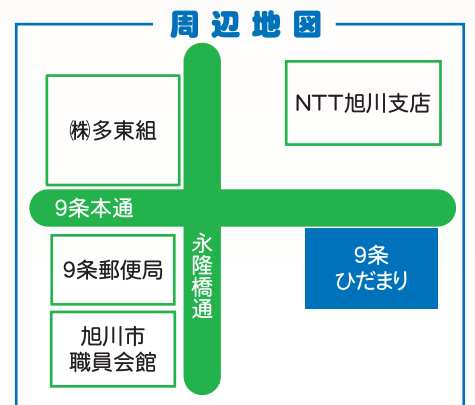 周辺地図
㈱多東組
NTT旭川支店
9条本通
永隆橋通
9条郵便局
9条
ひだまり
旭川市
職員会館